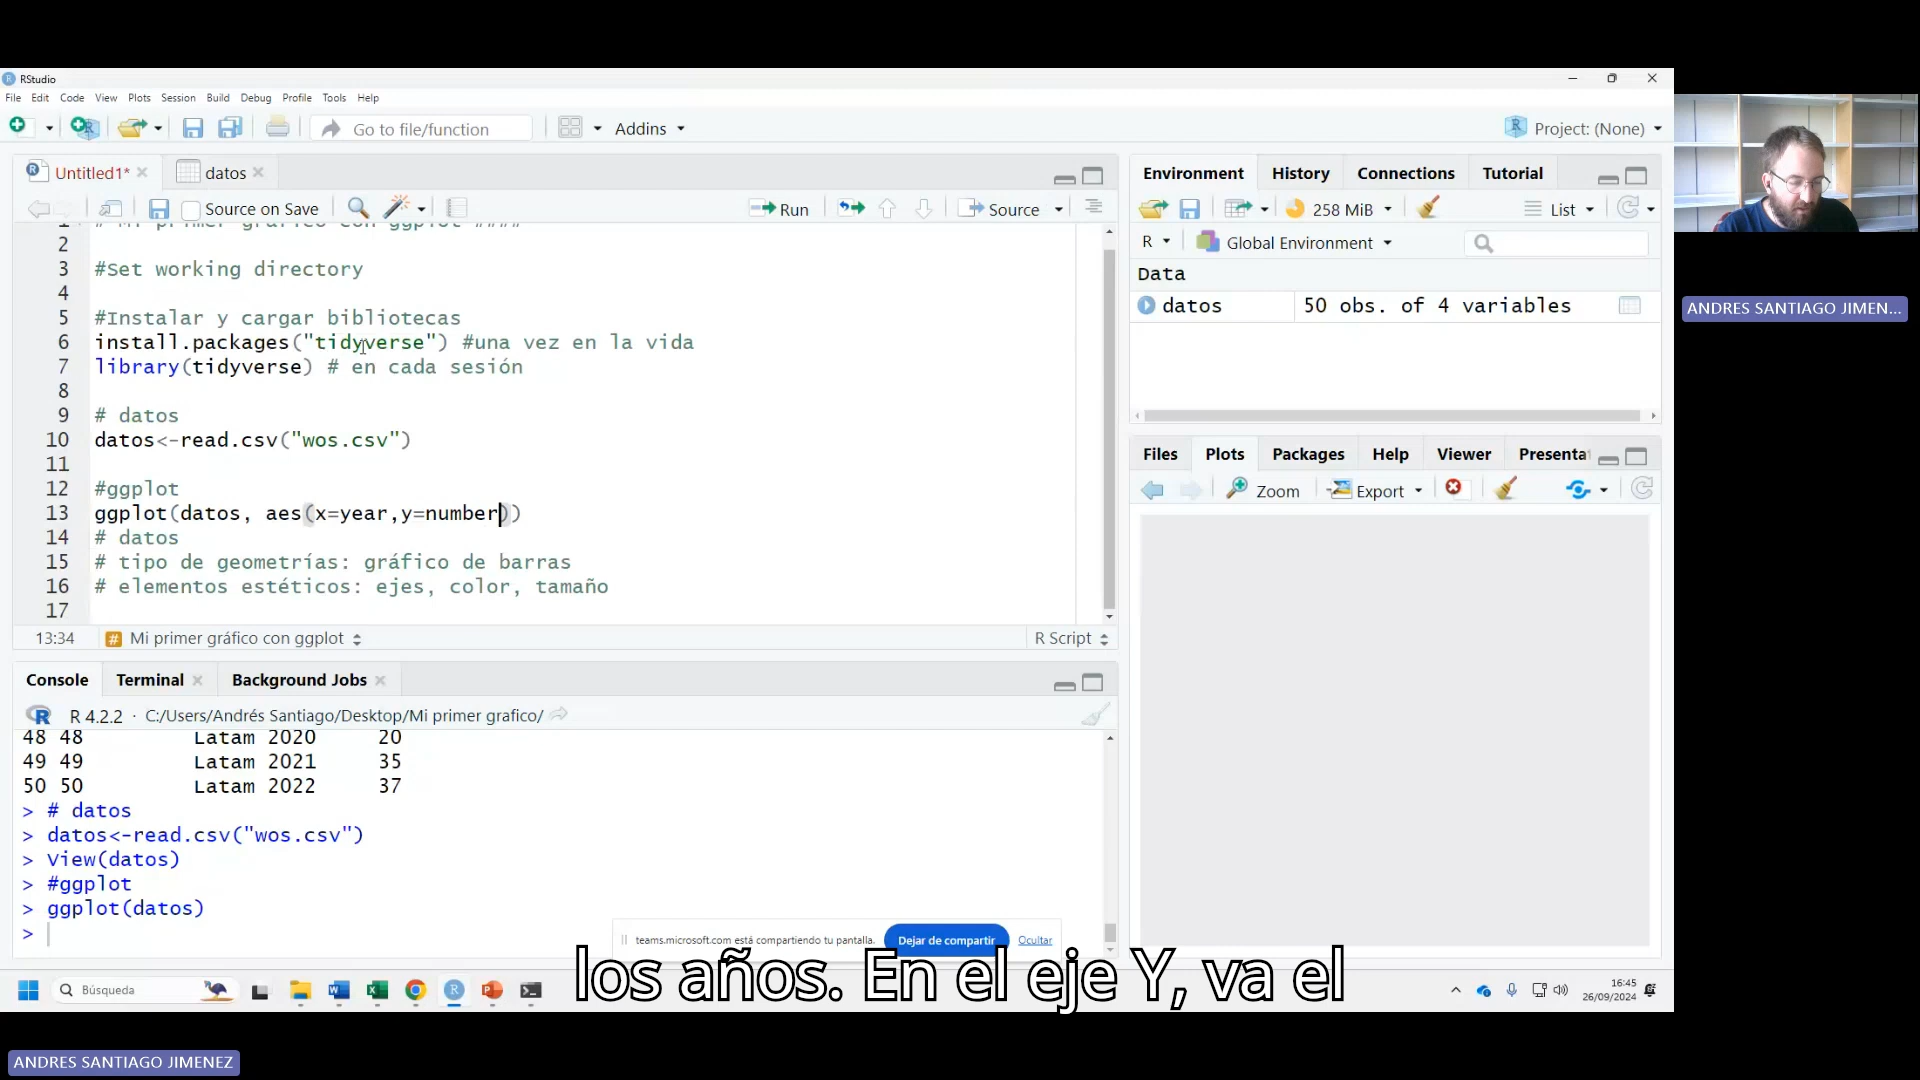 RStudio
File Edit Code View Plots Session Build Debug Profile Tools Help
Go to file/function
Addins
Project: (None)
Untitled1*
datos
Source on Save
Run
Source
1 # Mi primer gráfico con ggplot ####
2
3 #Set working directory
4
5 #Instalar y cargar bibliotecas
6 install.packages("tidyverse") #una vez en la vida
7 library(tidyverse) # en cada sesión
8
9 # datos
10 datos<-read.csv("wos.csv")
11
12 #ggplot
13 ggplot(datos, aes(x=year,y=number))
14 # datos
15 # tipo de geometrías: gráfico de barras
16 # elementos estéticos: ejes, color, tamaño
17
13:34 # Mi primer gráfico con ggplot R Script
Console Terminal Background Jobs
R 4.2.2 · C:/Users/Andrés Santiago/Desktop/Mi primer grafico/
48 48 Latam 2020 20
49 49 Latam 2021 35
50 50 Latam 2022 37
> # datos
> datos<-read.csv("wos.csv")
> View(datos)
> #ggplot
> ggplot(datos)
>
Environment History Connections Tutorial
258 MiB
List
R Global Environment
Data
datos 50 obs. of 4 variables
Files Plots Packages Help Viewer Presentat
Zoom Export
teams.microsoft.com está compartiendo tu pantalla. Dejar de compartir Ocultar
los años. En el eje Y, va el
Búsqueda
16:45
26/09/2024
ANDRES SANTIAGO JIMEN...
ANDRES SANTIAGO JIMENEZ